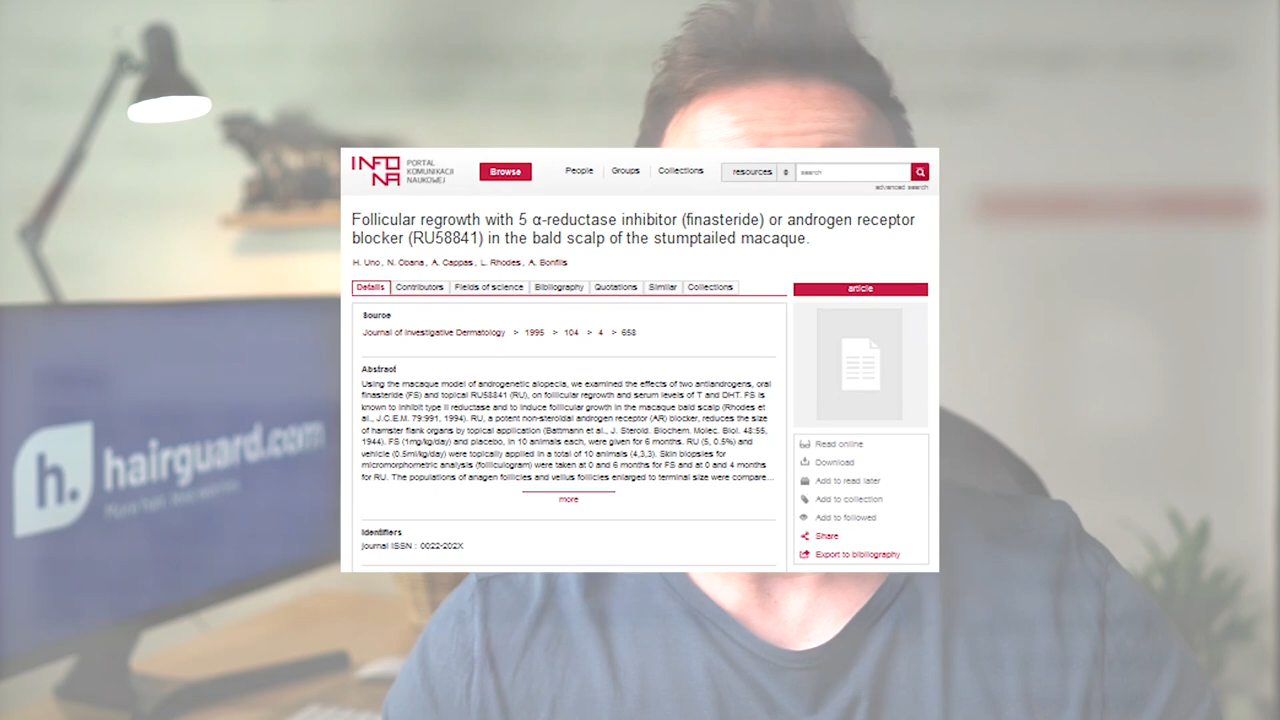 INFO
NA
PORTAL
KOMUNIKACJI
NAUKOWEJ
Browse
People
Groups
Collections
resources
search
advanced search
Follicular regrowth with 5 α-reductase inhibitor (finasteride) or androgen receptor
blocker (RU58841) in the bald scalp of the stumptailed macaque.
H. Uno, N. Obana, A. Cappas, L. Rhodes, A. Bonfils
Details
Contributors
Fields of science
Bibliography
Quotations
Similar
Collections
article
Source
Journal of Investigative Dermatology > 1995 > 104 > 4 > 658
Abstract
Using the macaque model of androgenetic alopecia, we examined the effects of two antiandrogens, oral
finasteride (FS) and topical RU58841 (RU), on follicular regrowth and serum levels of T and DHT. FS is
known to inhibit type II reductase and to induce follicular growth in the macaque bald scalp (Rhodes et
al., J.C.E.M. 79:991, 1994). RU, a potent non-steroidal androgen receptor (AR) blocker, reduces the size
of hamster flank organs by topical application (Battmann et al., J. Steroid. Biochem. Molec. Biol. 48:55,
1944). FS (1mg/kg/day) and placebo, in 10 animals each, were given for 6 months. RU (5, 0.5%) and
vehicle (0.5ml/kg/day) were topically applied in a total of 10 animals (4,3,3). Skin biopsies for
micromorphometric analysis (folliculogram) were taken at 0 and 6 months for FS and at 0 and 4 months
for RU. The populations of anagen follicles and vellus follicles enlarged to terminal size were compare...
more
Identifiers
journal ISSN : 0022-202X
Read online
Download
Add to read later
Add to collection
Add to followed
Share
Export to bibliography
h.
hairguard.com